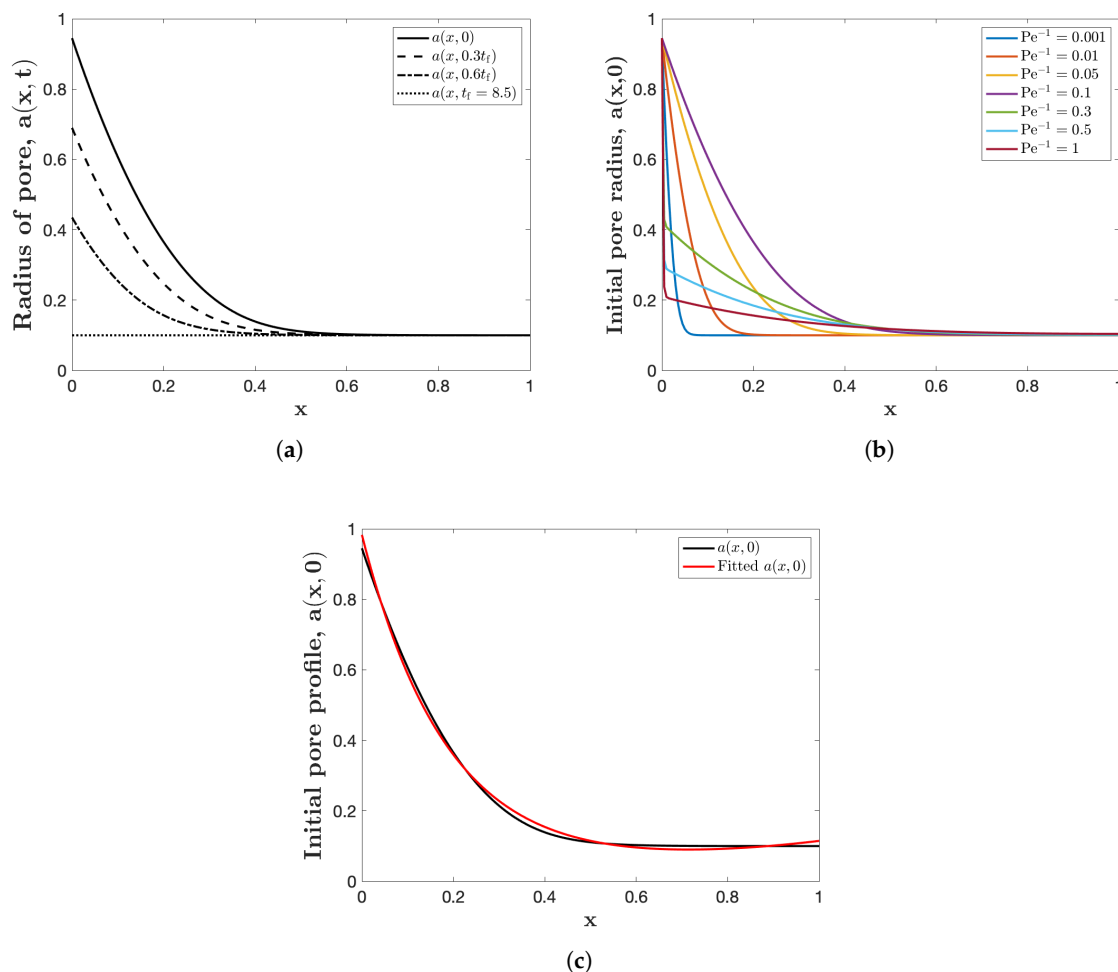 1
0.8
0.6
0.4
0.2
0
Radius of pore, a(x,t)
a(x, 0)
a(x, 0.3t_f)
a(x, 0.6t_f)
a(x, t_f = 8.5)
0 0.2 0.4 0.6 0.8 1
x
(a)
1
0.8
0.6
0.4
0.2
0
Initial pore radius, a(x,0)
Pe⁻¹ = 0.001
Pe⁻¹ = 0.01
Pe⁻¹ = 0.05
Pe⁻¹ = 0.1
Pe⁻¹ = 0.3
Pe⁻¹ = 0.5
Pe⁻¹ = 1
0 0.2 0.4 0.6 0.8 1
x
(b)
1
0.8
0.6
0.4
0.2
0
Initial pore profile, a(x,0)
a(x, 0)
Fitted a(x, 0)
0 0.2 0.4 0.6 0.8 1
x
(c)